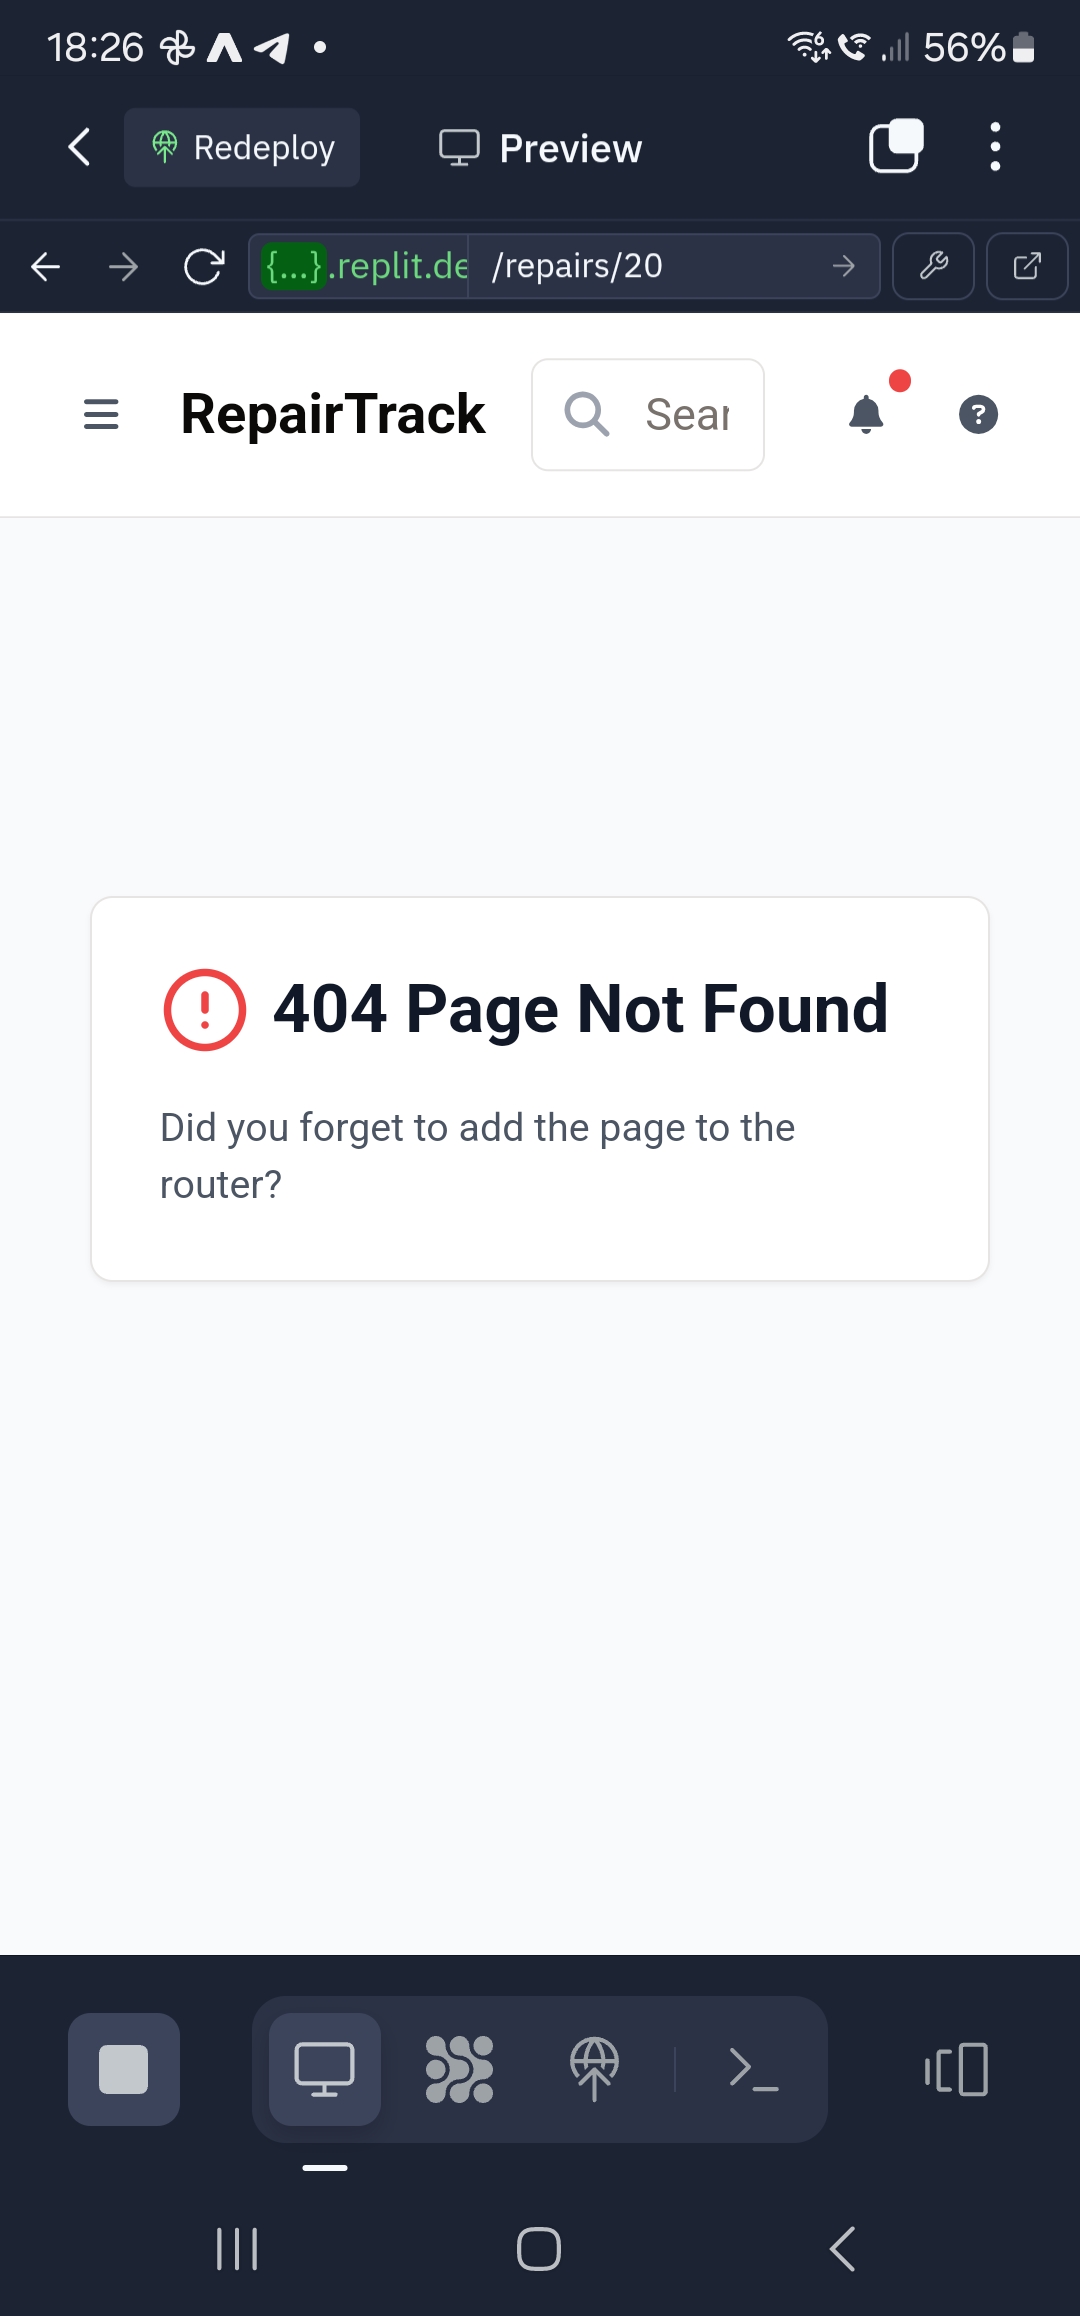 18:26
56%
Redeploy
Preview
{...}.replit.de
/repairs/20
RepairTrack
Sear
404 Page Not Found
Did you forget to add the page to the
router?